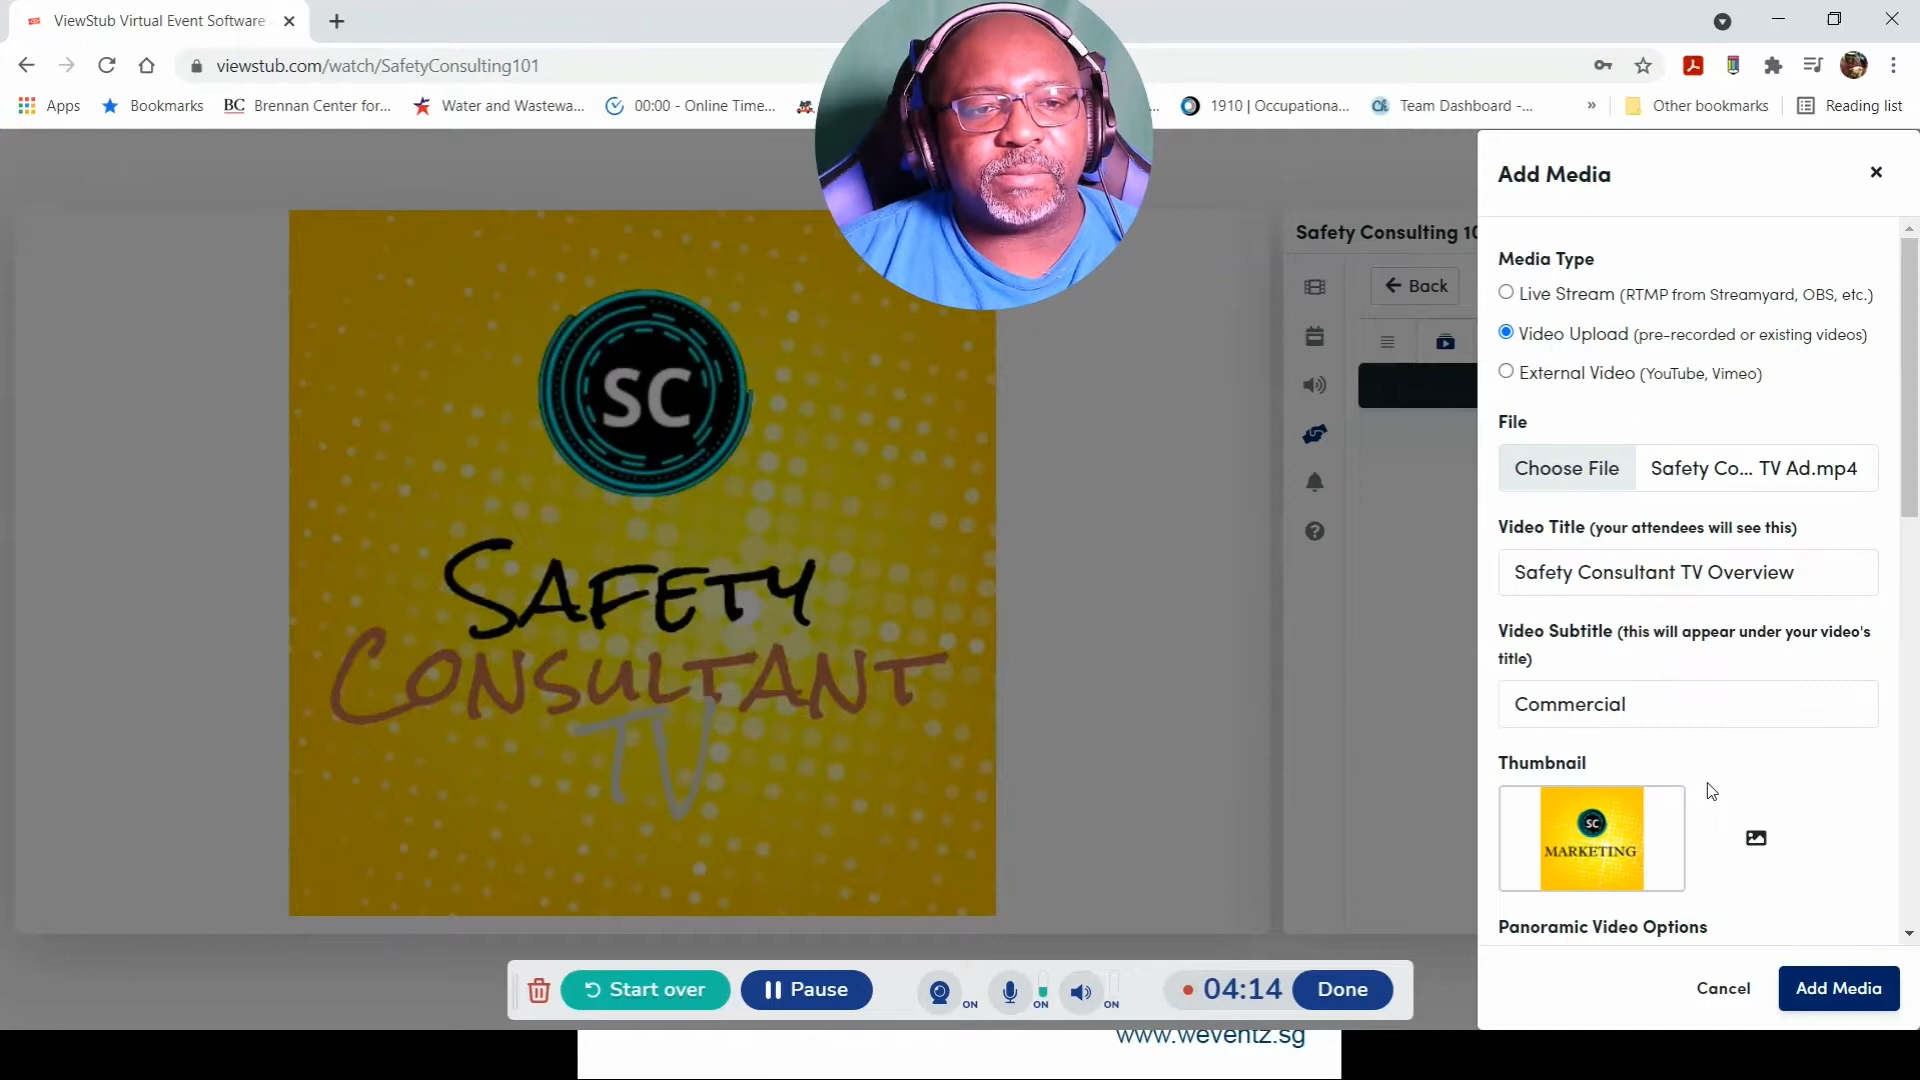 ViewStub Virtual Event Software
viewstub.com/watch/SafetyConsulting101
Apps
Bookmarks
BC Brennan Center for...
Water and Wastewa...
00:00 - Online Time...
...
1910 | Occupationa...
Team Dashboard -...
»
Other bookmarks
Reading list
Add Media
Media Type
Live Stream (RTMP from Streamyard, OBS, etc.)
Video Upload (pre-recorded or existing videos)
External Video (YouTube, Vimeo)
File
Choose File Safety Co... TV Ad.mp4
Video Title (your attendees will see this)
Safety Consultant TV Overview
Video Subtitle (this will appear under your video's
title)
Commercial
Thumbnail
SC
MARKETING
Panoramic Video Options
Cancel
Add Media
Safety Consulting 10
Back
SC
SAFETY
CONSULTANT
TV
Start over
Pause
ON
ON
ON
04:14
Done
www.weventz.sg